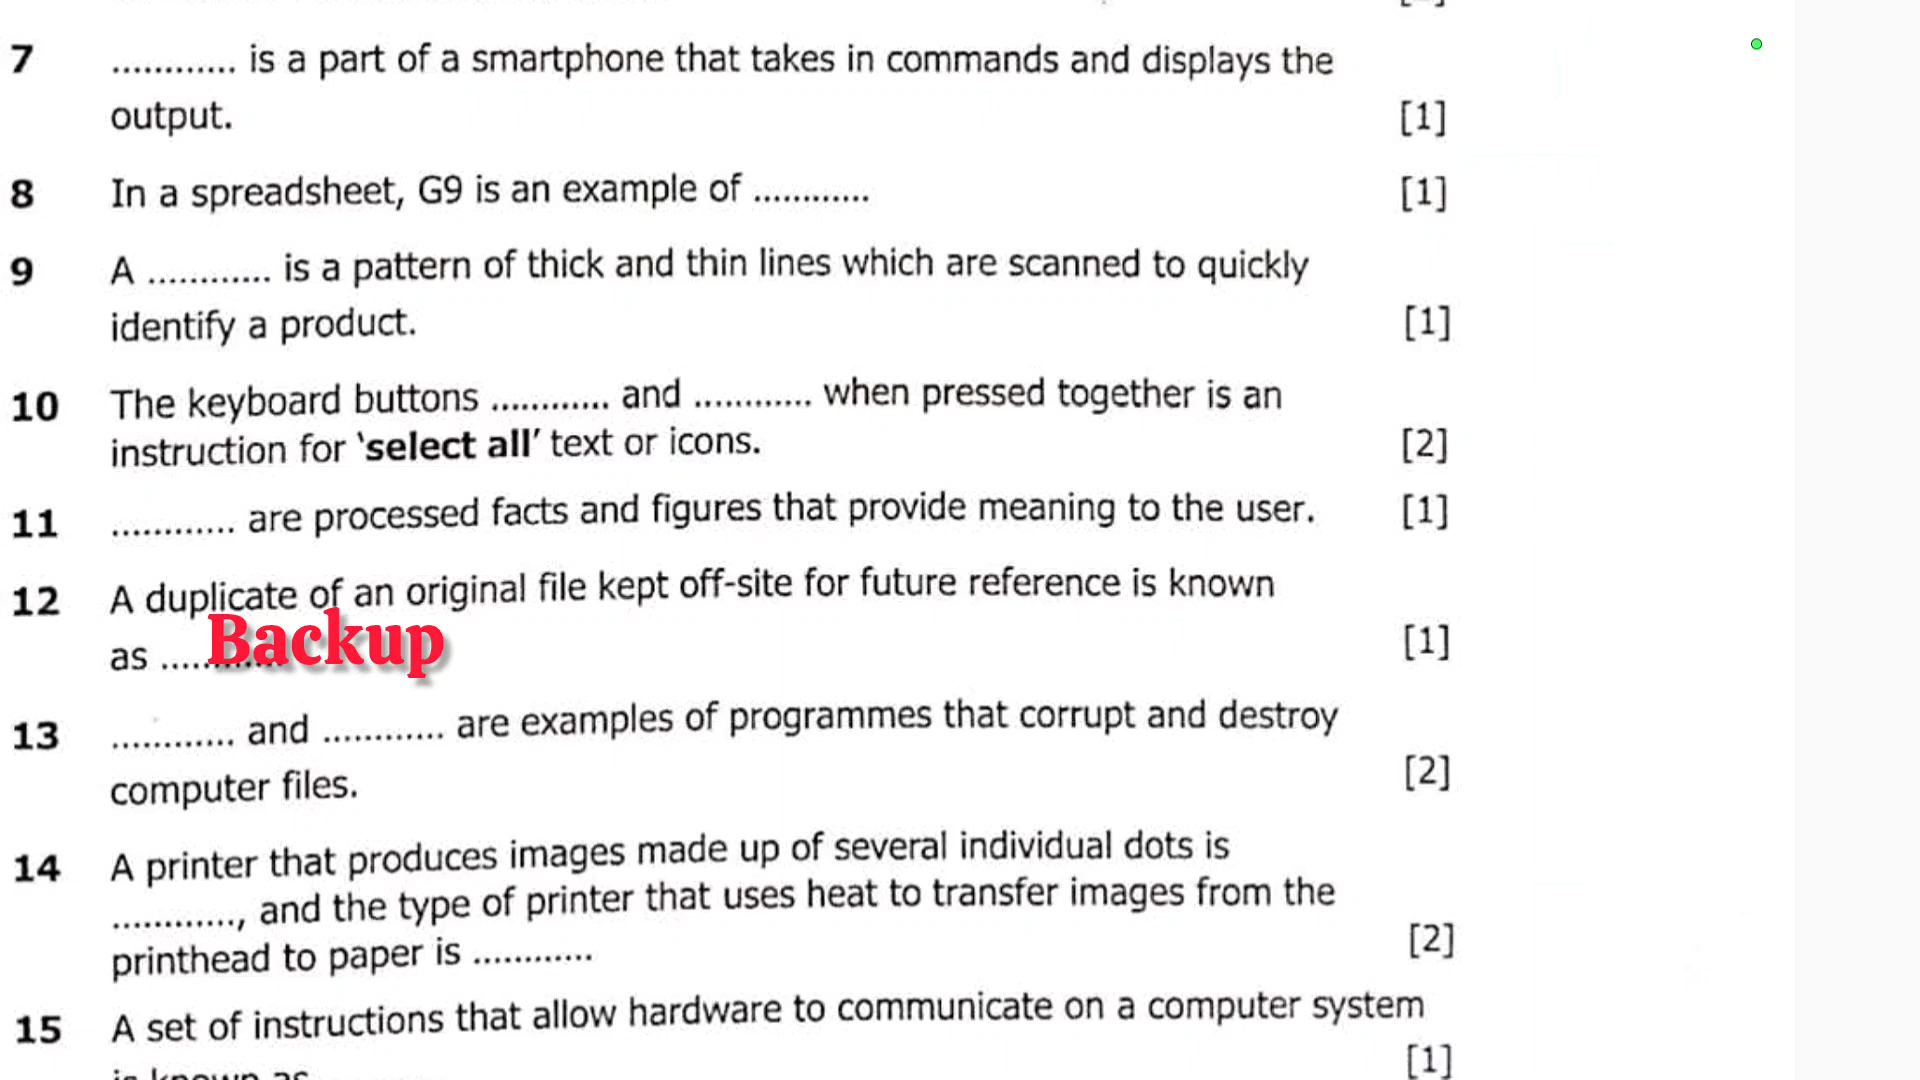 7 ............ is a part of a smartphone that takes in commands and displays the
output. [1]
8 In a spreadsheet, G9 is an example of ............ [1]
9 A ............ is a pattern of thick and thin lines which are scanned to quickly
identify a product. [1]
10 The keyboard buttons ............ and ............ when pressed together is an
instruction for 'select all' text or icons. [2]
11 ............ are processed facts and figures that provide meaning to the user. [1]
12 A duplicate of an original file kept off-site for future reference is known
as ............ Backup [1]
13 ............ and ............ are examples of programmes that corrupt and destroy
computer files. [2]
14 A printer that produces images made up of several individual dots is
............, and the type of printer that uses heat to transfer images from the
printhead to paper is ............ [2]
15 A set of instructions that allow hardware to communicate on a computer system
[1]